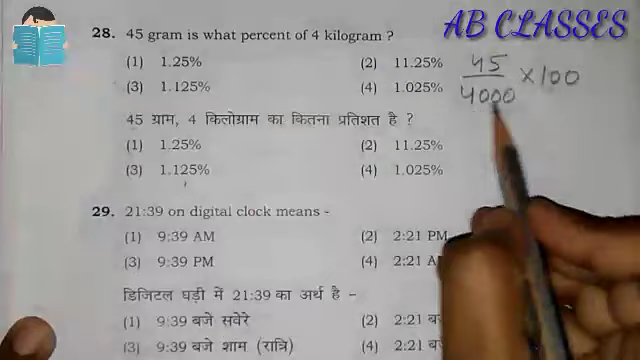 AB CLASSES
28. 45 gram is what percent of 4 kilogram ?
(1) 1.25% (2) 11.25%
(3) 1.125% (4) 1.025%
45
4000 ×100
45 ग्राम, 4 किलोग्राम का कितना प्रतिशत है ?
(1) 1.25% (2) 11.25%
(3) 1.125% (4) 1.025%
29. 21:39 on digital clock means -
(1) 9:39 AM (2) 2:21 PM
(3) 9:39 PM (4) 2:21
डिजिटल घड़ी में 21:39 का अर्थ है -
(1) 9:39 बजे सवेरे (2) 2:21
(3) 9:39 बजे शाम (रात्रि) (4) 2:21